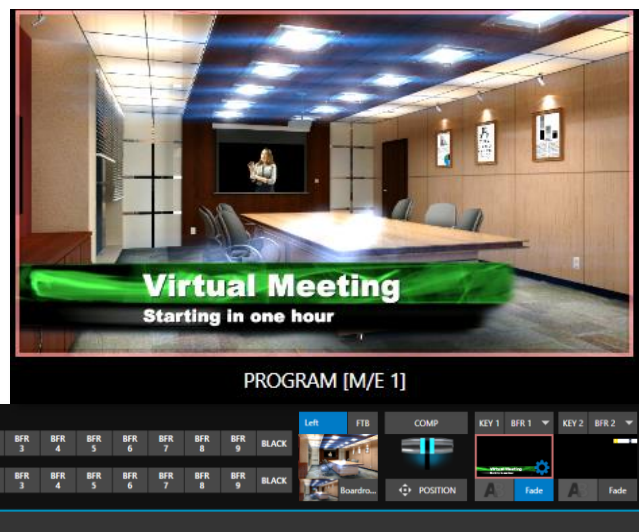 Virtual Meeting
Starting in one hour
PROGRAM [M/E 1]
Left FTB COMP KEY 1 BFR 1 KEY 2 BFR 2
BFR 3 BFR 4 BFR 5 BFR 6 BFR 7 BFR 8 BFR 9 BLACK
BFR 3 BFR 4 BFR 5 BFR 6 BFR 7 BFR 8 BFR 9 BLACK
Virtual Meeting
Boardro... POSITION A Fade A Fade